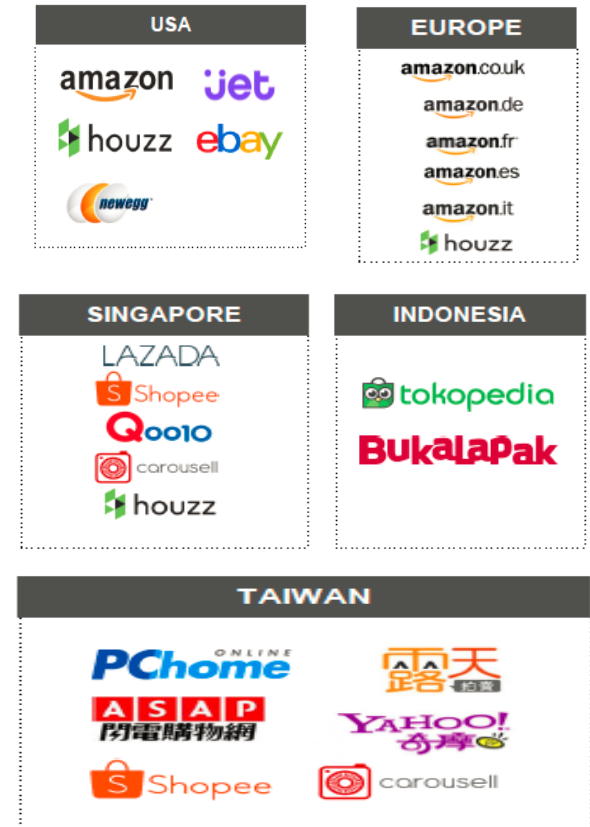 USA
amazon jet
houzz ebay
newegg
EUROPE
amazon.co.uk
amazon.de
amazon.fr
amazon.es
amazon.it
houzz
SINGAPORE
LAZADA
S Shopee
Qoo10
carousell
houzz
INDONESIA
tokopedia
BukaLapak
TAIWAN
PChome ONLINE
露天 拍賣
ASAP
閃電購物網
YAHOO!
奇摩
S Shopee
carousell